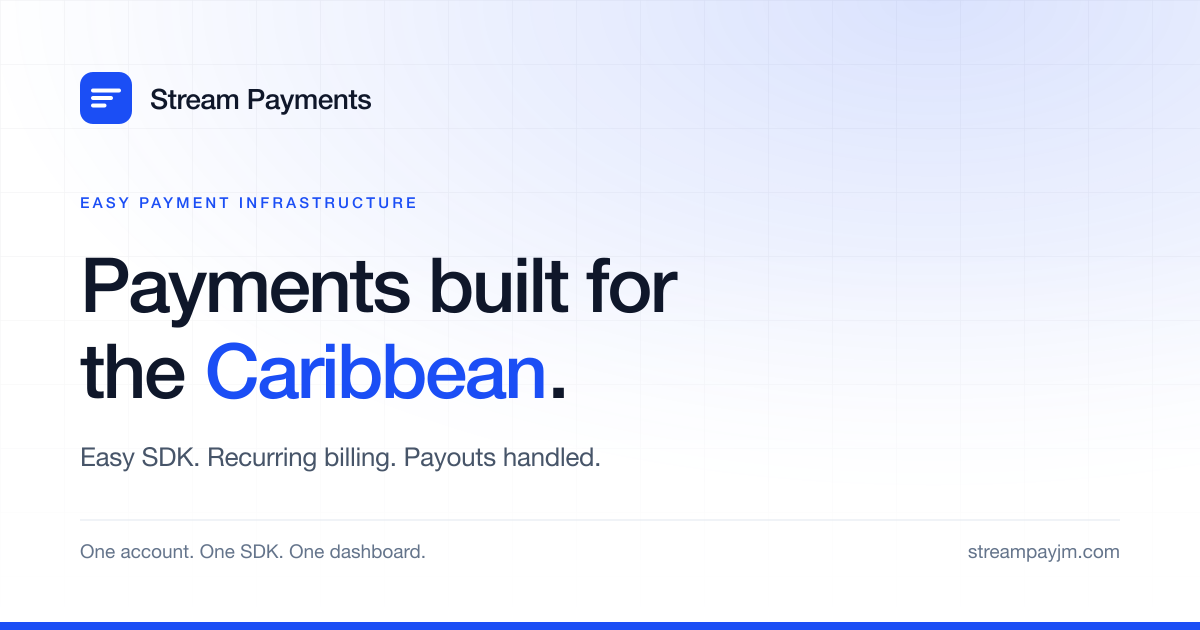 Stream Payments
EASY PAYMENT INFRASTRUCTURE
Payments built for
the Caribbean.
Easy SDK. Recurring billing. Payouts handled.
One account. One SDK. One dashboard.
streampayjm.com